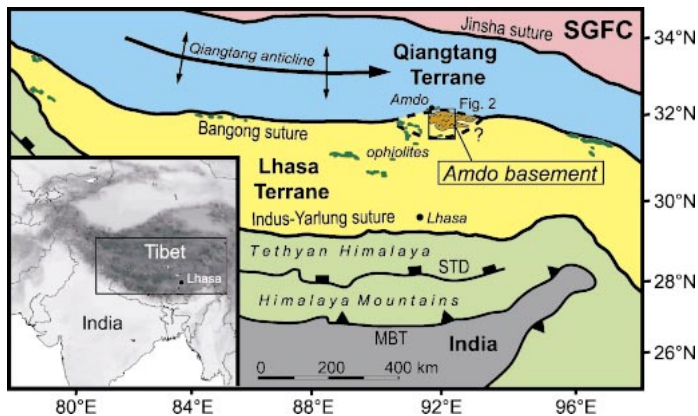 Jinsha suture
SGFC
34°N
Qiangtang anticline
Qiangtang
Terrane
Amdo
Fig. 2
32°N
Bangong suture
?
ophiolites
Lhasa
Terrane
Amdo basement
Indus-Yarlung suture
Lhasa
30°N
Tibet
Lhasa
India
Tethyan Himalaya
STD
28°N
Himalaya Mountains
MBT
India
0 200 400 km
26°N
80°E
84°E
88°E
92°E
96°E